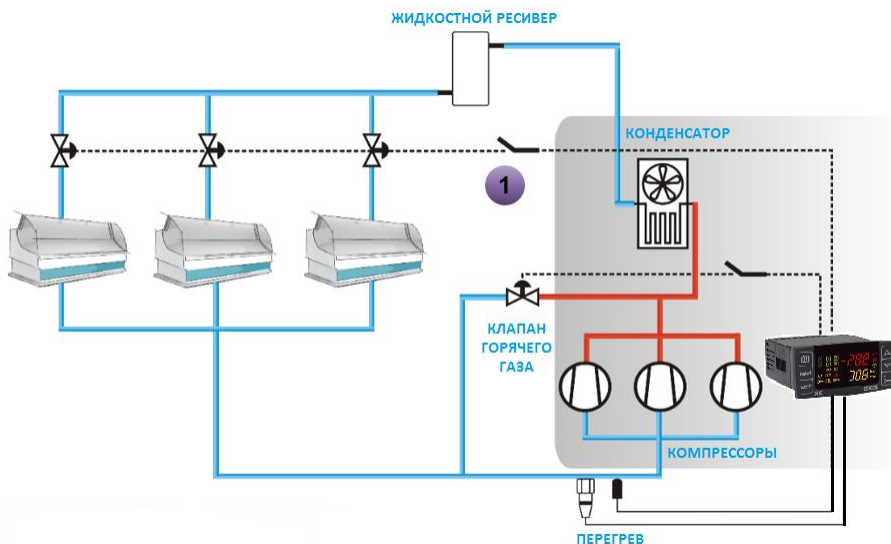 ЖИДКОСТНОЙ РЕСИВЕР
КОНДЕНСАТОР
1
КЛАПАН
ГОРЯЧЕГО
ГАЗА
КОМПРЕССОРЫ
ПЕРЕГРЕВ